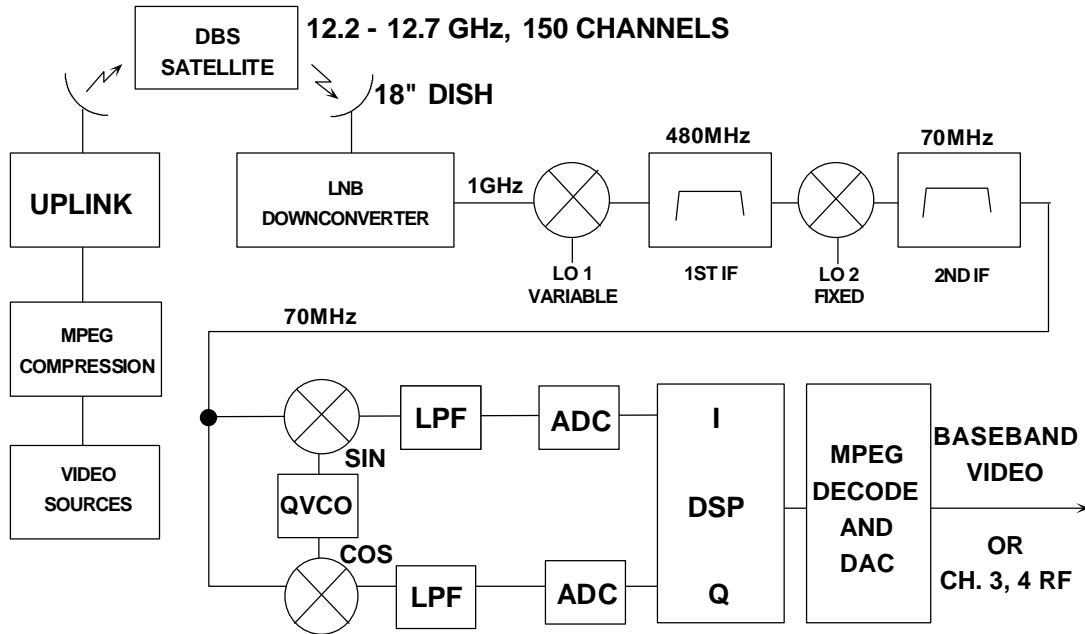 DBS
SATELLITE
12.2 - 12.7 GHz, 150 CHANNELS
18" DISH
UPLINK
LNB
DOWNCONVERTER
1GHz
480MHz
70MHz
LO 1
VARIABLE
1ST IF
LO 2
FIXED
2ND IF
MPEG
COMPRESSION
VIDEO
SOURCES
70MHz
SIN
QVCO
COS
LPF
ADC
LPF
ADC
I
DSP
Q
MPEG
DECODE
AND
DAC
BASEBAND
VIDEO
OR
CH. 3, 4 RF